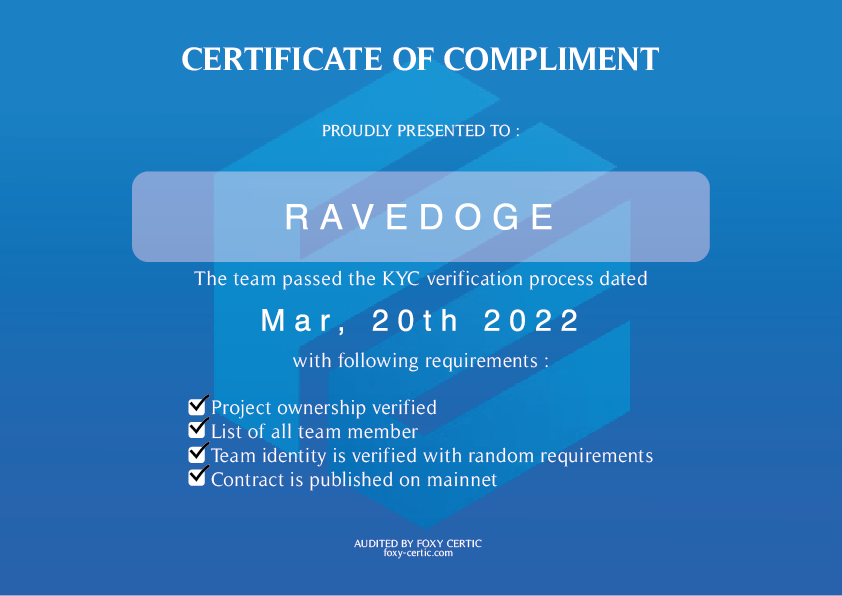 CERTIFICATE OF COMPLIMENT
PROUDLY PRESENTED TO :
RAVEDOGE
The team passed the KYC verification process dated
Mar, 20th 2022
with following requirements :
Project ownership verified
List of all team member
Team identity is verified with random requirements
Contract is published on mainnet
AUDITED BY FOXY CERTIC
foxy-certic.com